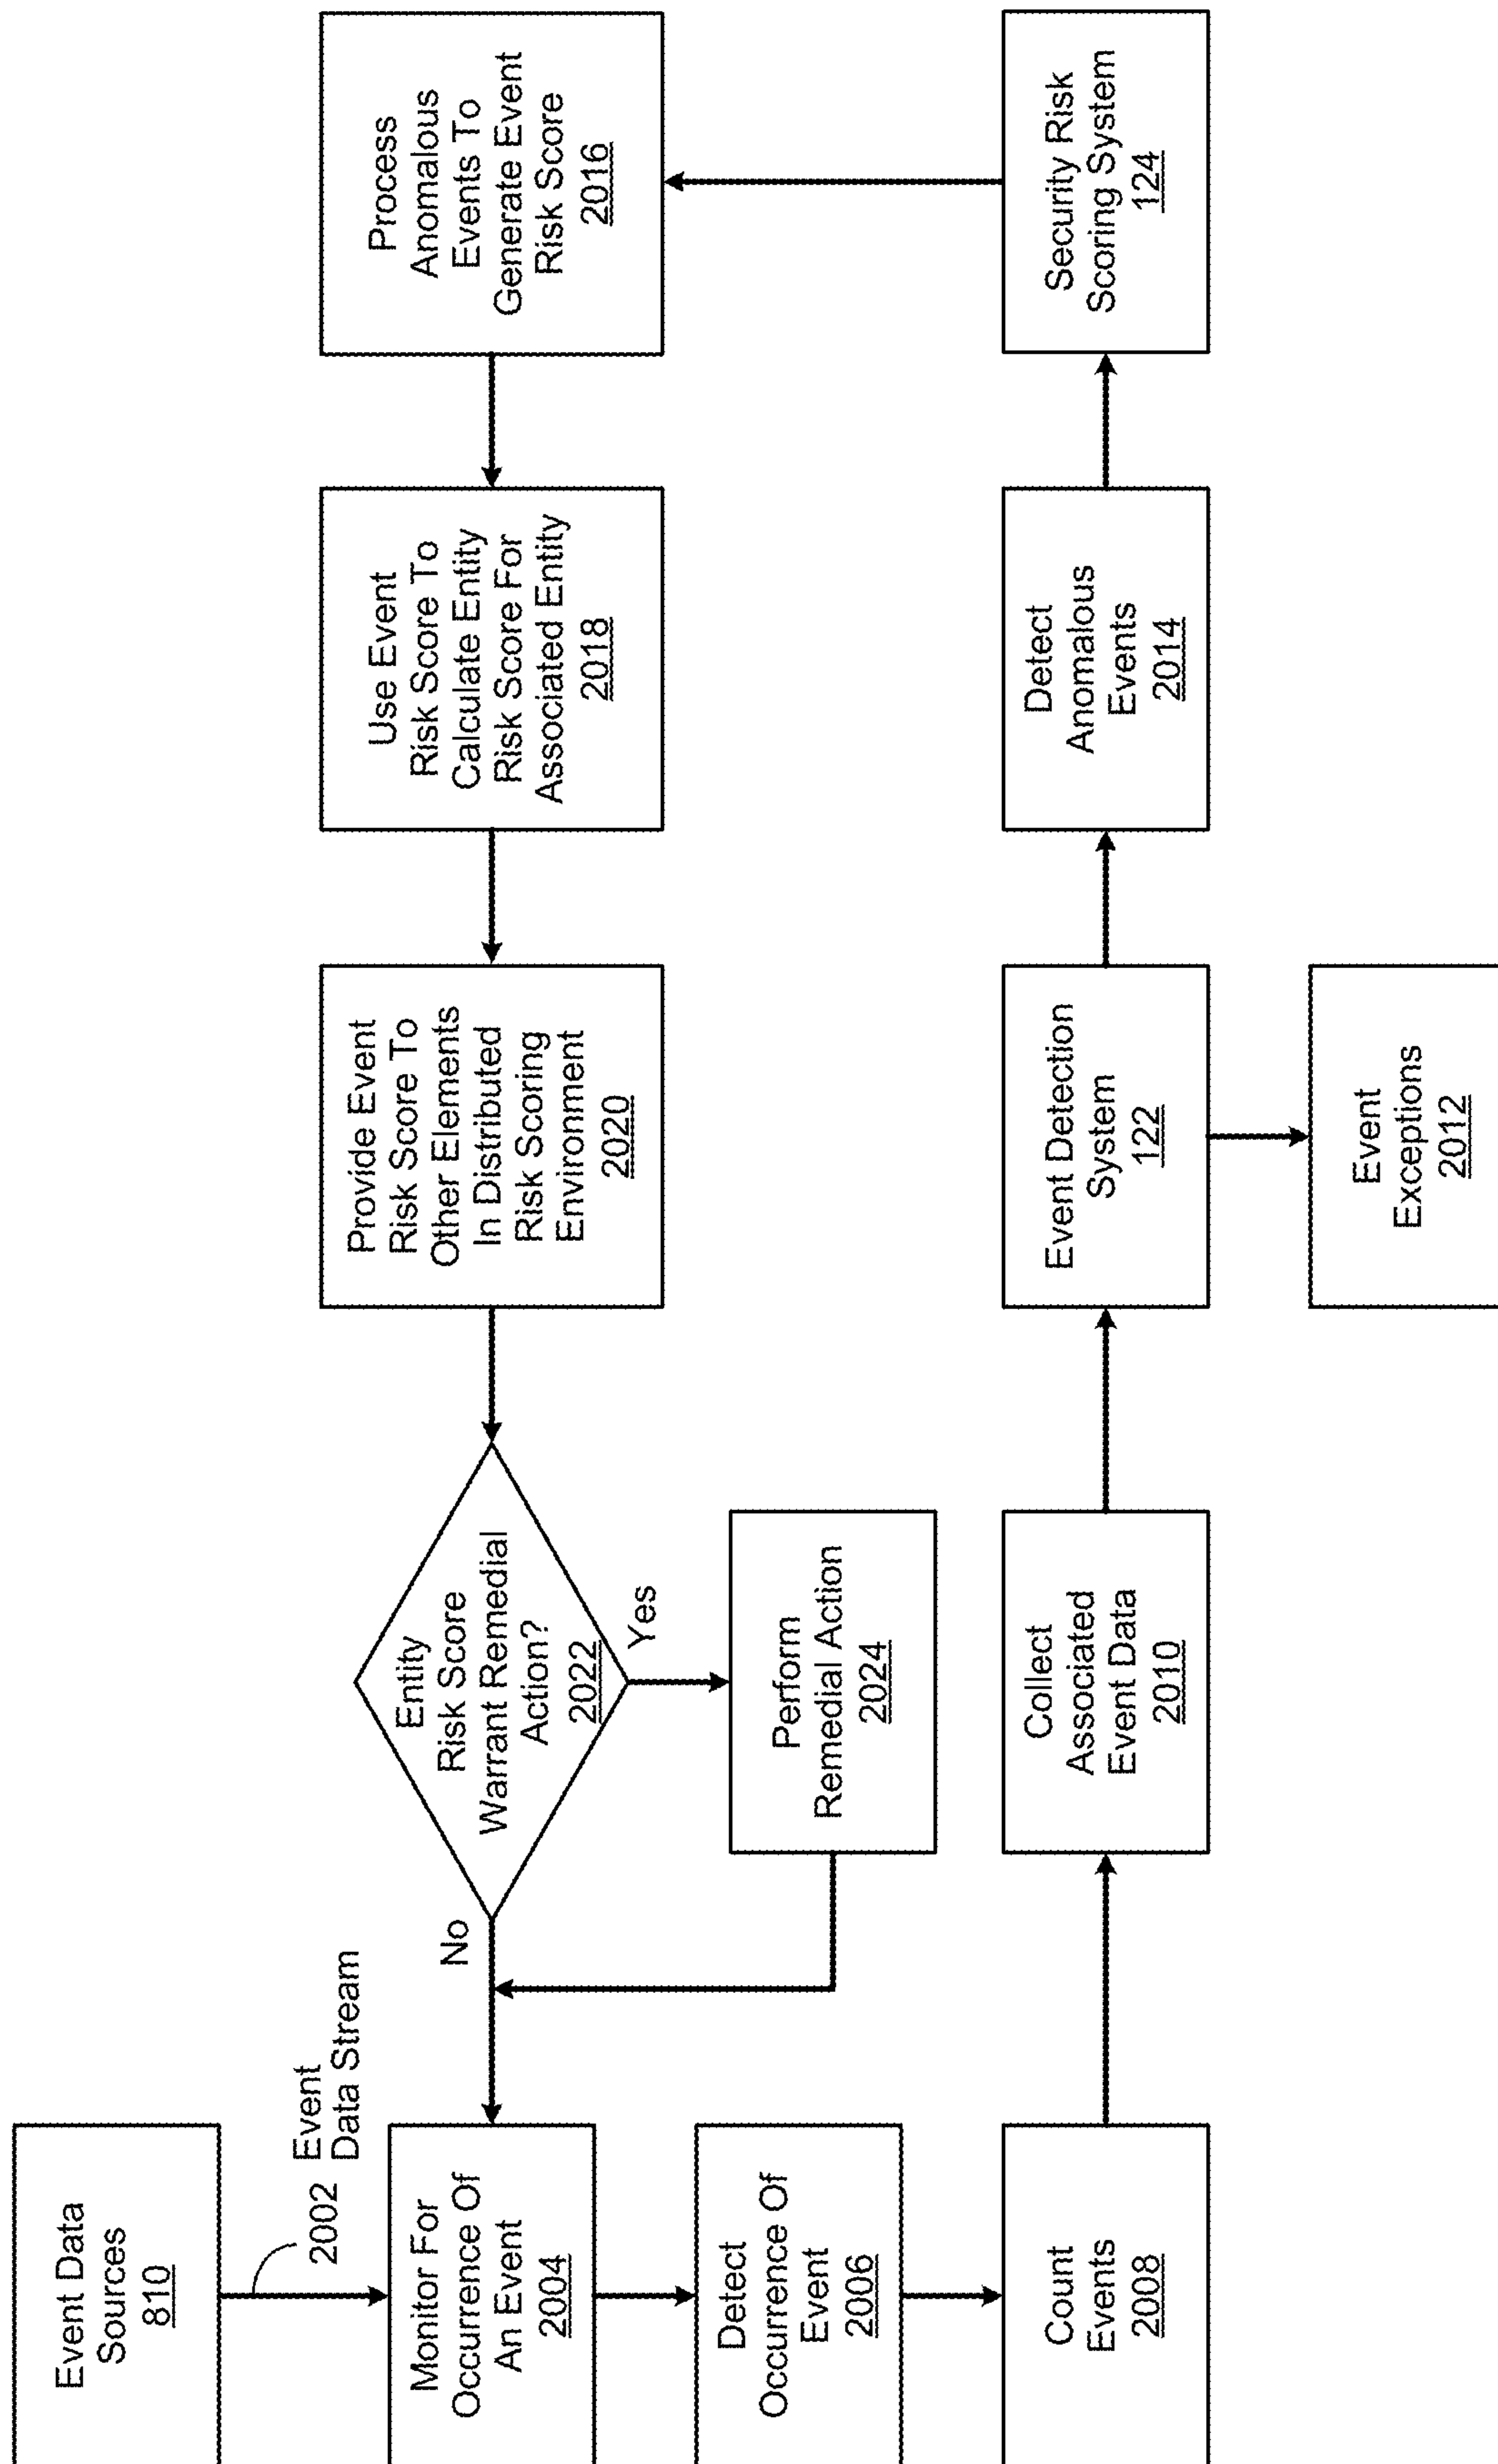 Event Data
Sources
810
2002
Event
Data Stream
Monitor For
Occurrence Of
An Event
2004
Detect
Occurrence Of
Event
2006
Count
Events
2008
Collect
Associated
Event Data
2010
Event Detection
System
122
Event
Exceptions
2012
Detect
Anomalous
Events
2014
Security Risk
Scoring System
124
Process
Anomalous
Events To
Generate Event
Risk Score
2016
Use Event
Risk Score To
Calculate Entity
Risk Score For
Associated Entity
2018
Provide Event
Risk Score To
Other Elements
In Distributed
Risk Scoring
Environment
2020
Entity
Risk Score
Warrant Remedial
Action?
2022
No
Yes
Perform
Remedial Action
2024